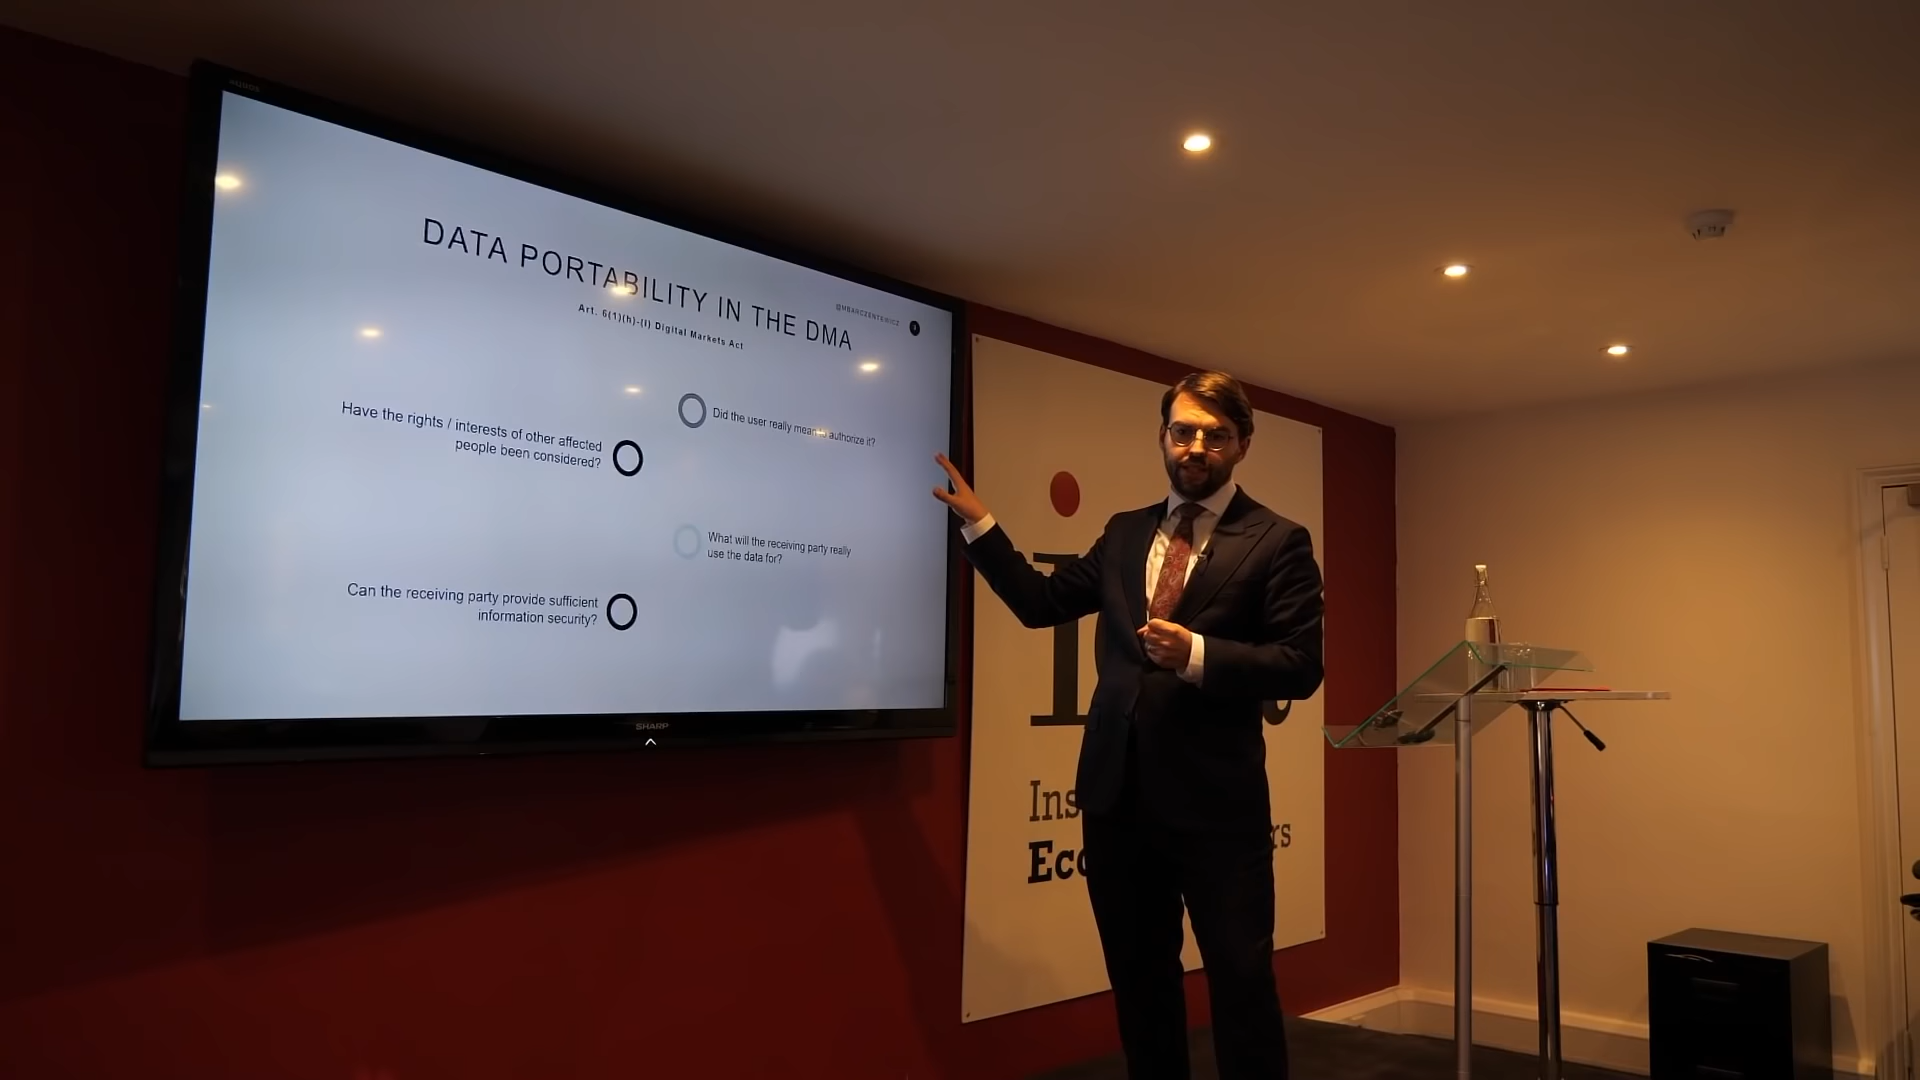 DATA PORTABILITY IN THE DMA
@MBARCZENTEWICZ
Art. 6(1)(h)-(i) Digital Markets Act
Have the rights / interests of other affected
people been considered?
Did the user really mean to authorize it?
What will the receiving party really
use the data for?
Can the receiving party provide sufficient
information security?
SHARP
i
Ins
Eco rs